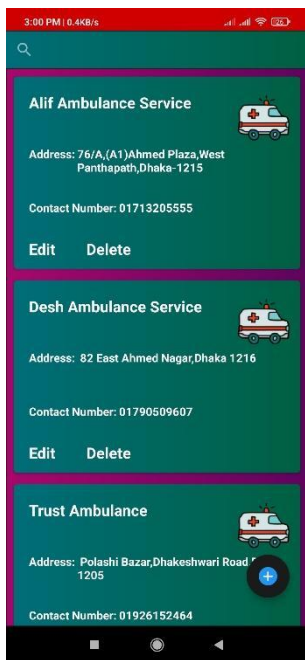 3:00 PM | 0.4KB/s
Alif Ambulance Service
Address: 76/A,(A1)Ahmed Plaza,West
Panthapath,Dhaka-1215
Contact Number: 01713205555
Edit Delete
Desh Ambulance Service
Address: 82 East Ahmed Nagar,Dhaka 1216
Contact Number: 01790509607
Edit Delete
Trust Ambulance
Address: Polashi Bazar,Dhakeshwari Road
1205
Contact Number: 01926152464